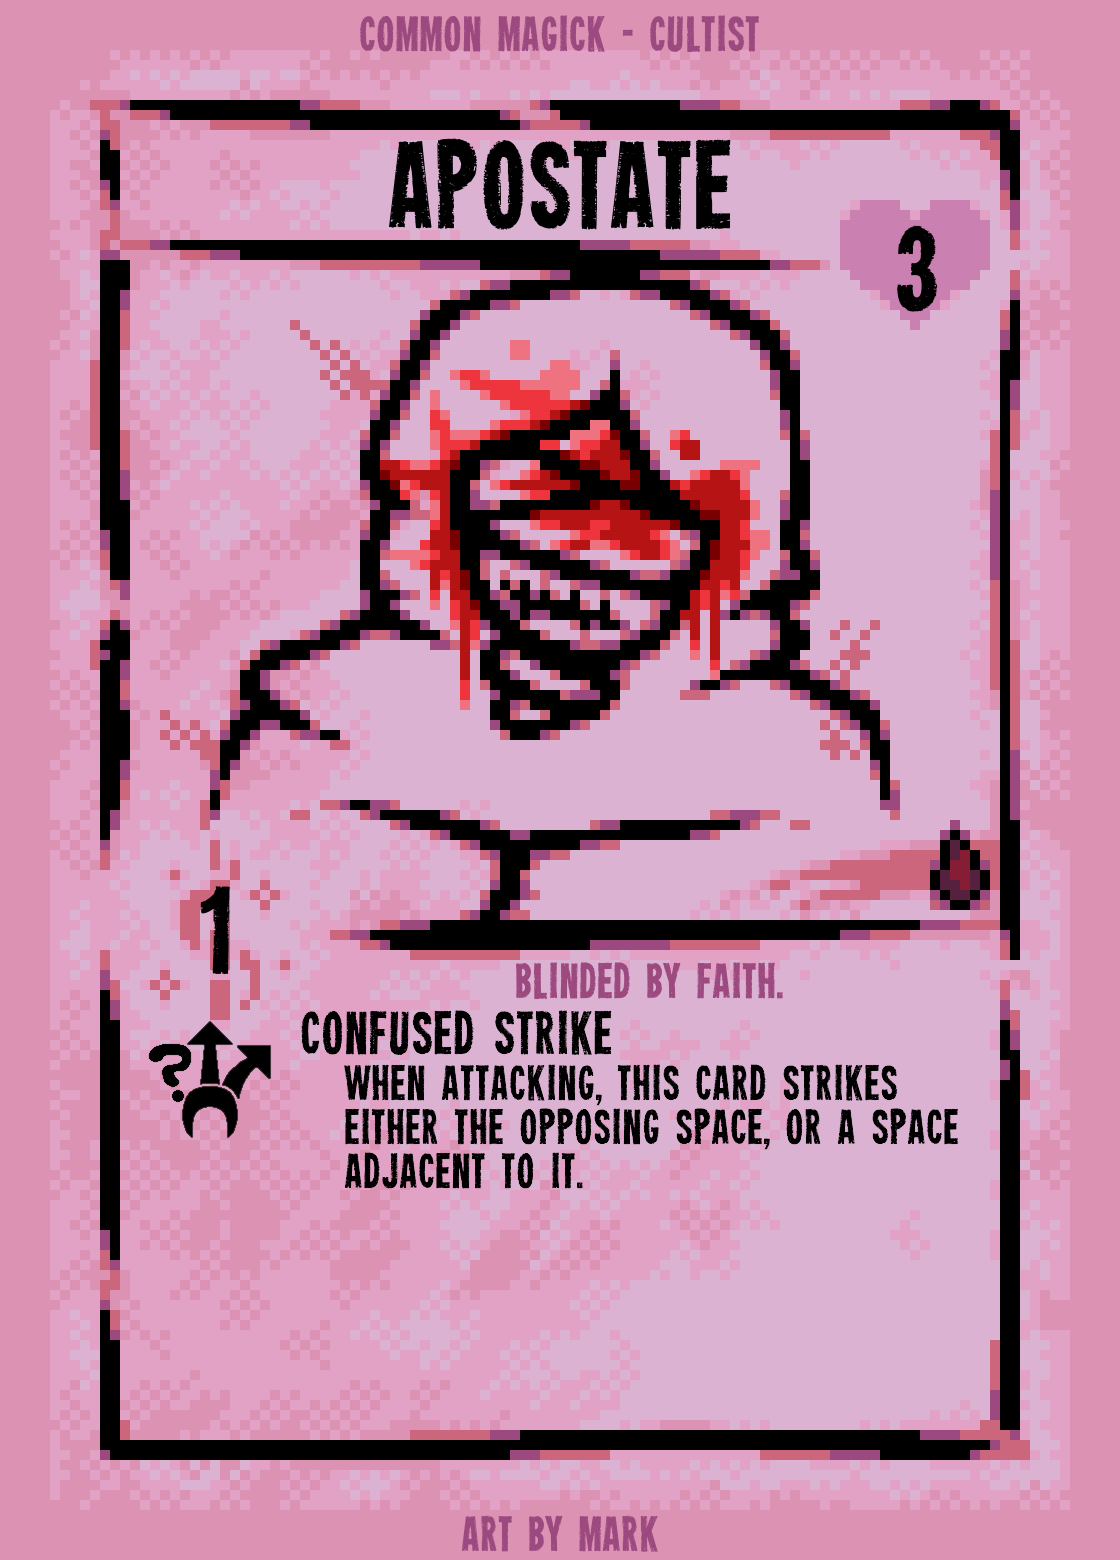 COMMON MAGICK - CULTIST
APOSTATE
3
1
BLINDED BY FAITH.
CONFUSED STRIKE
?
WHEN ATTACKING, THIS CARD STRIKES
EITHER THE OPPOSING SPACE, OR A SPACE
ADJACENT TO IT.
ART BY MARK